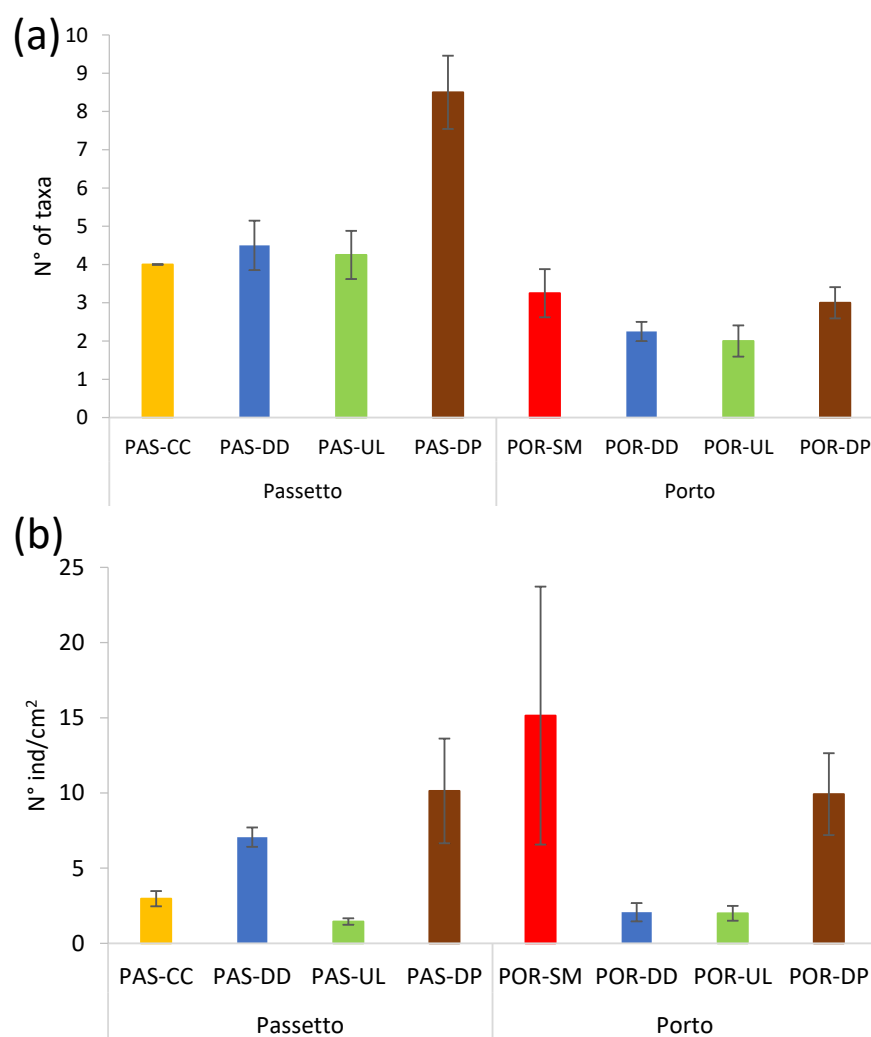 (a)
N° of taxa
10
9
8
7
6
5
4
3
2
1
0
PAS-CC PAS-DD PAS-UL PAS-DP POR-SM POR-DD POR-UL POR-DP
Passetto Porto
(b)
N° ind/cm²
25
20
15
10
5
0
PAS-CC PAS-DD PAS-UL PAS-DP POR-SM POR-DD POR-UL POR-DP
Passetto Porto